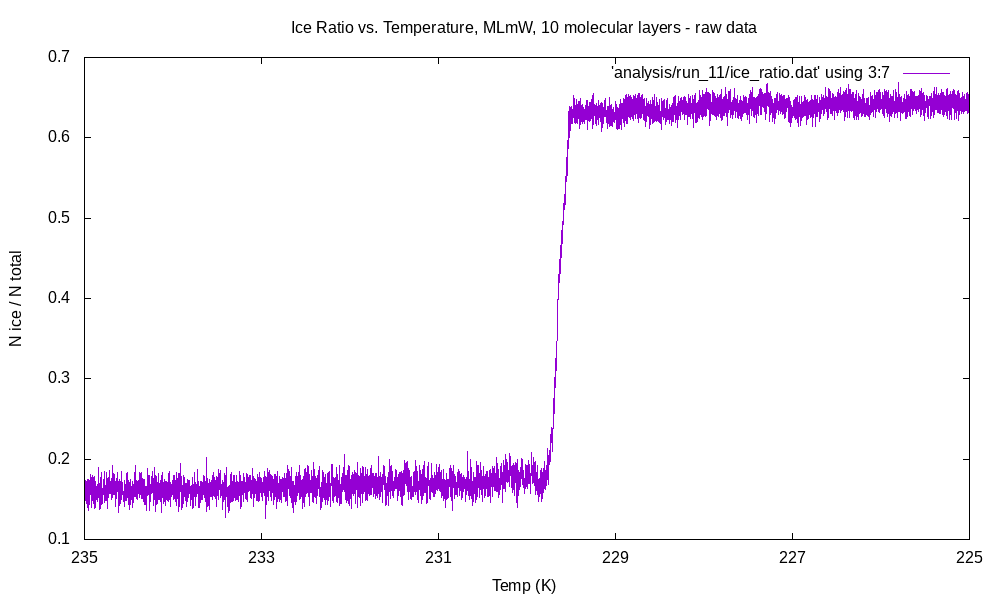 Ice Ratio vs. Temperature, MLmW, 10 molecular layers - raw data
'analysis/run_11/ice_ratio.dat' using 3:7
N ice / N total
0.7
0.6
0.5
0.4
0.3
0.2
0.1
235 233 231 229 227 225
Temp (K)